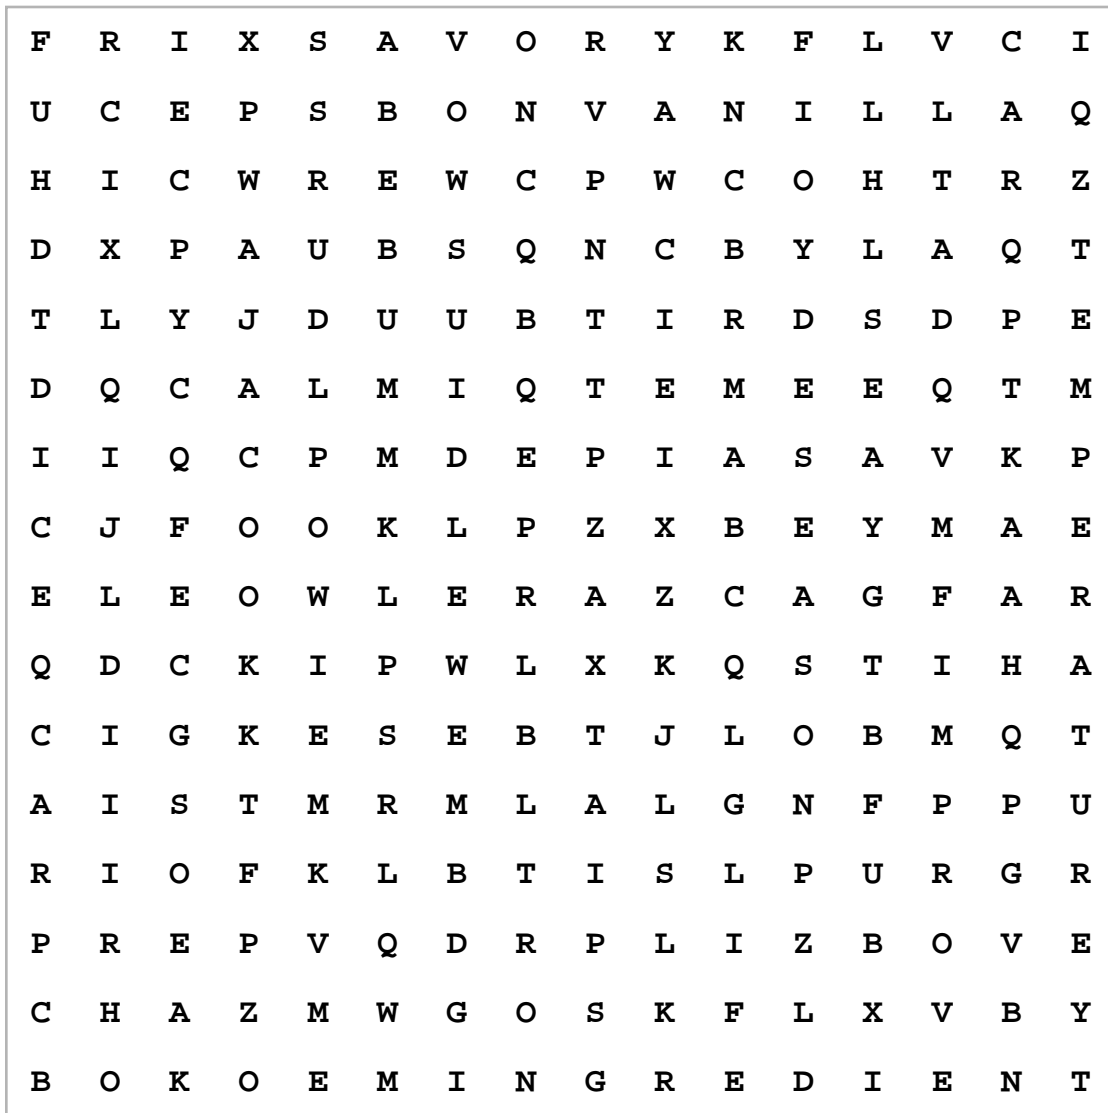 F R I X S A V O R Y K F L V C I
U C E P S B O N V A N I L L A Q
H I C W R E W C P W C O H T R Z
D X P A U B S Q N C B Y L A Q T
T L Y J D U U B T I R D S D P E
D Q C A L M I Q T E M E E Q T M
I I Q C P M D E P I A S A V K P
C J F O O K L P Z X B E Y M A E
E L E O W L E R A Z C A G F A R
Q D C K I P W L X K Q S T I H A
C I G K E S E B T J L O B M Q T
A I S T M R M L A L G N F P P U
R I O F K L B T I S L P U R G R
P R E P V Q D R P L I Z B O V E
C H A Z M W G O S K F L X V B Y
B O K O E M I N G R E D I E N T